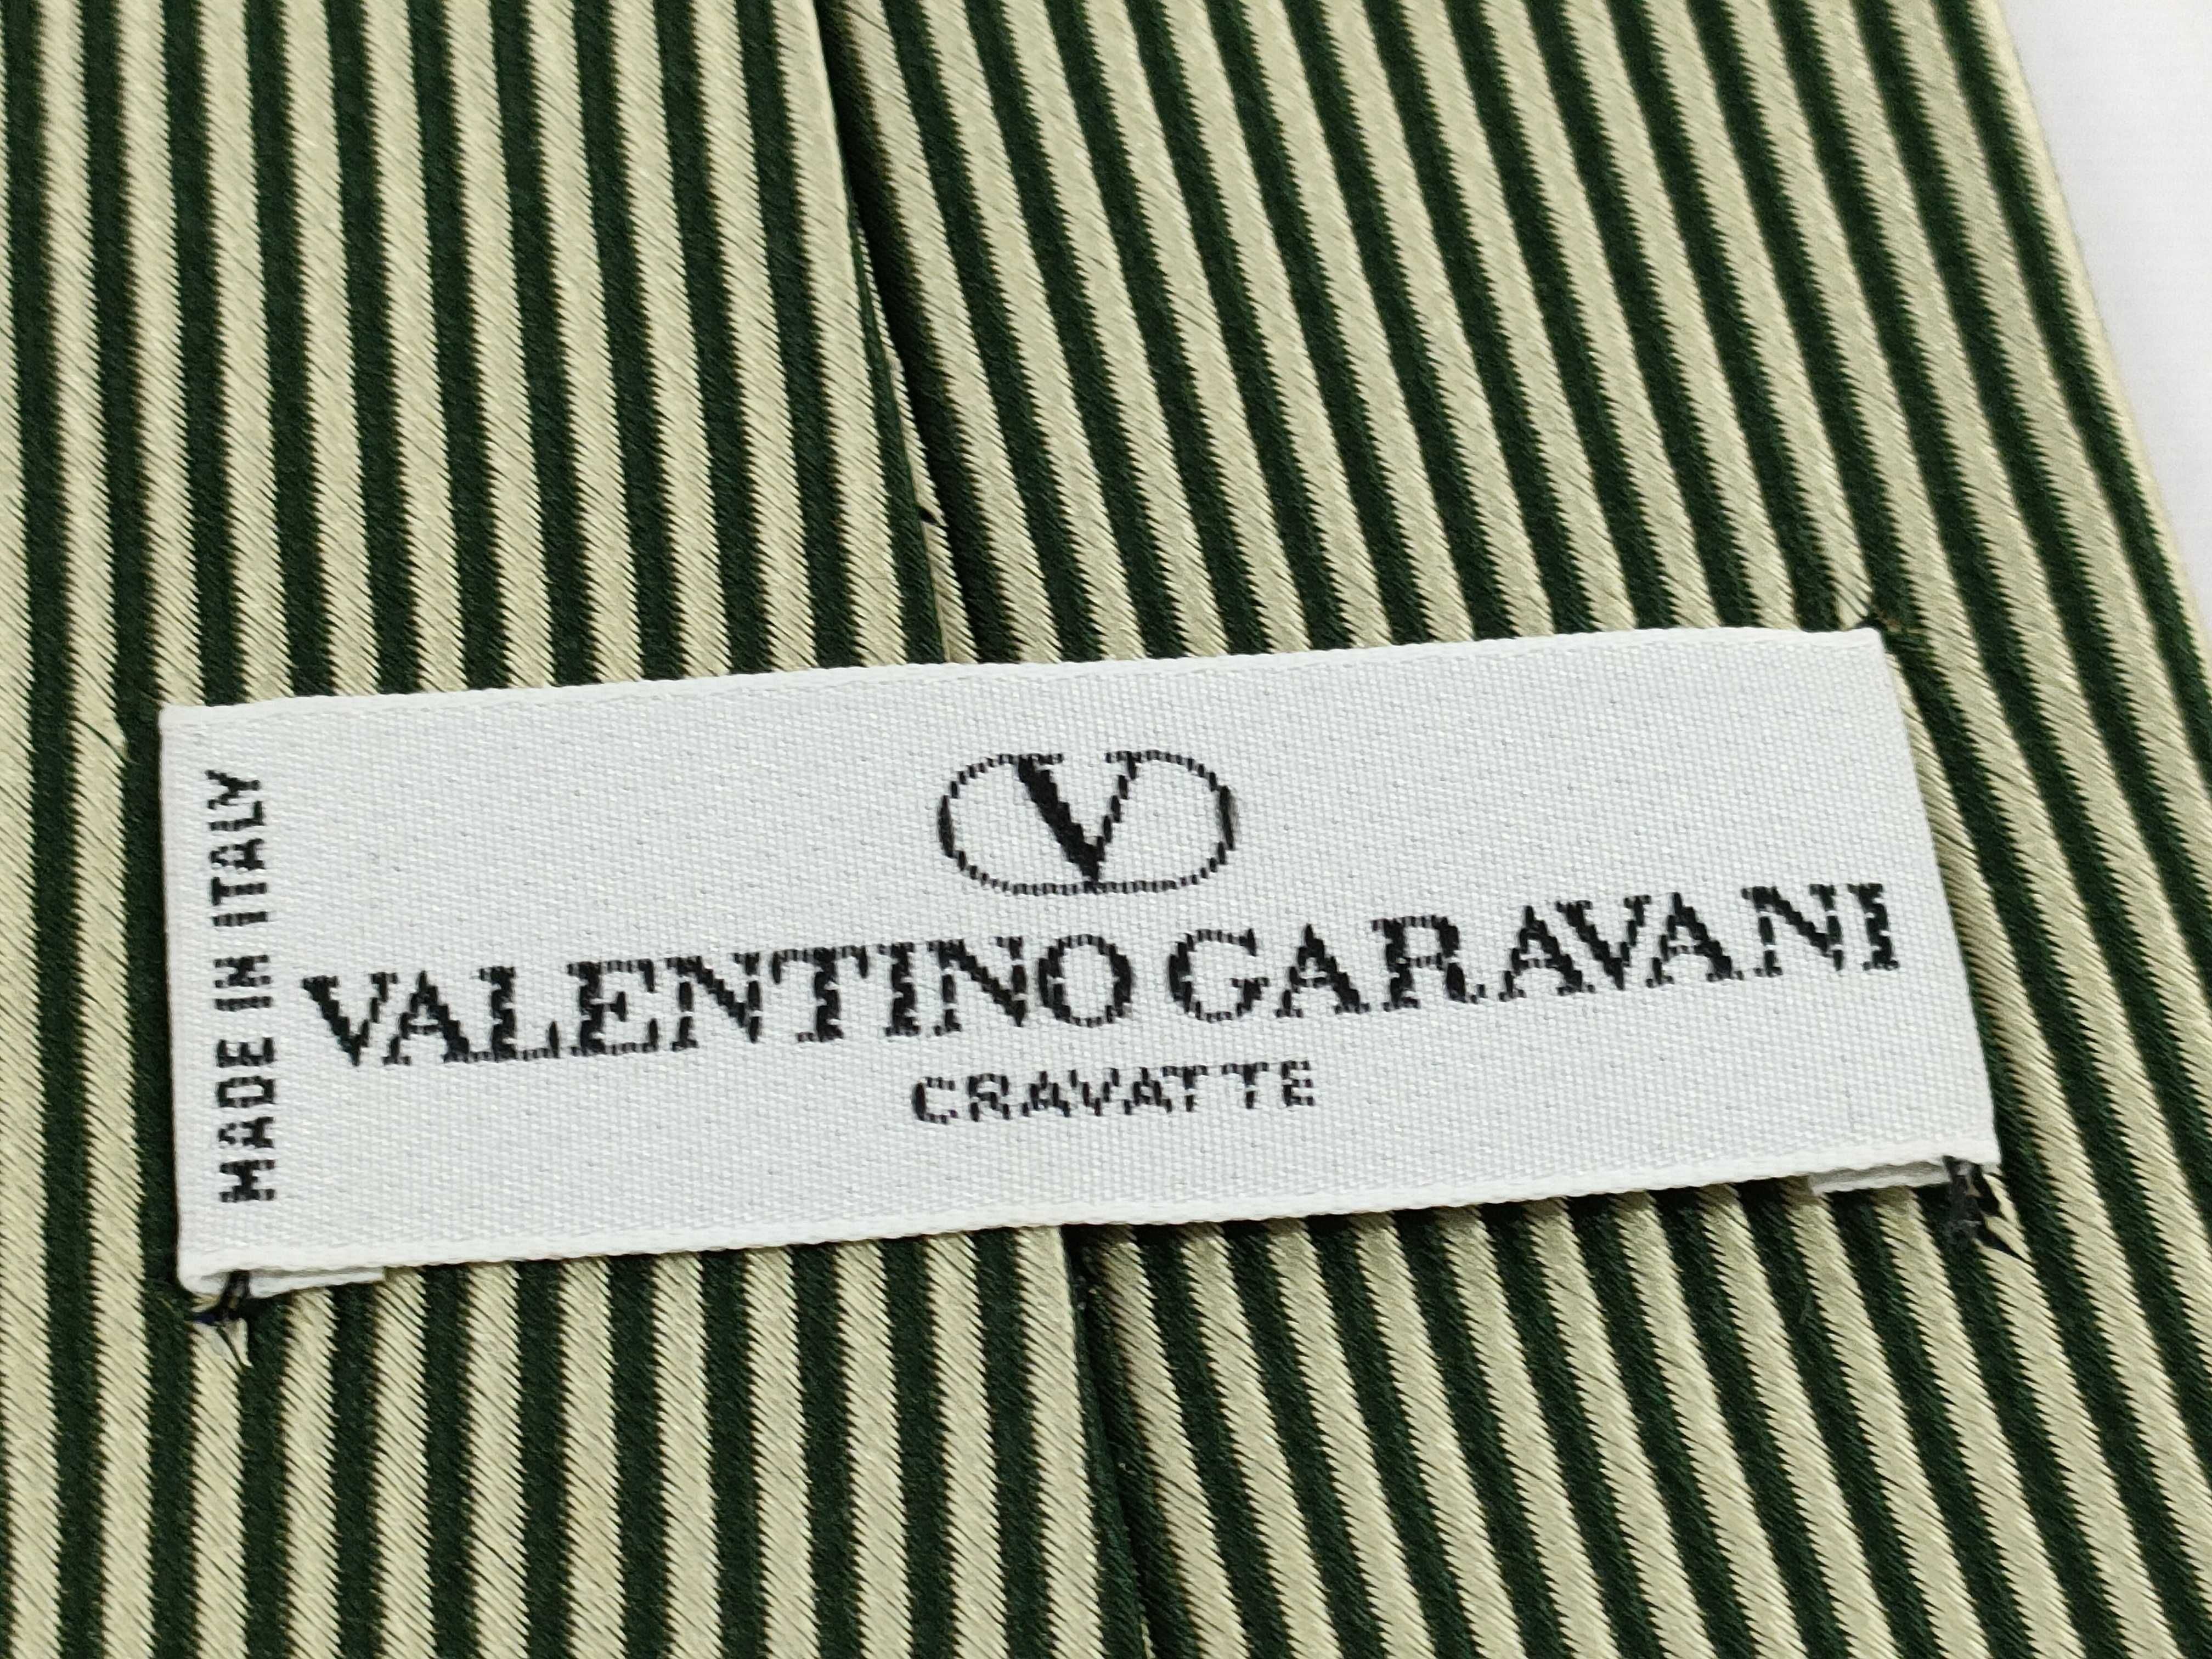 MADE IN ITALY
V
VALENTINO GARAVANI
CRAVATTE